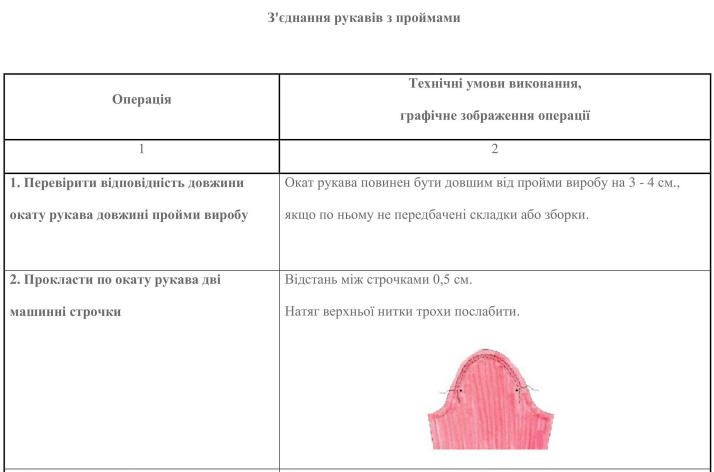 З'єднання рукавів з проймами
Операція
Технічні умови виконання,
графічне зображення операції
1
2
1. Перевірити відповідність довжини
окату рукава довжині пройми виробу
Окат рукава повинен бути довшим від пройми виробу на 3 - 4 см.,
якщо по ньому не передбачені складки або зборки.
2. Прокласти по окату рукава дві
машинні строчки
Відстань між строчками 0,5 см.
Натяг верхньої нитки трохи послабити.